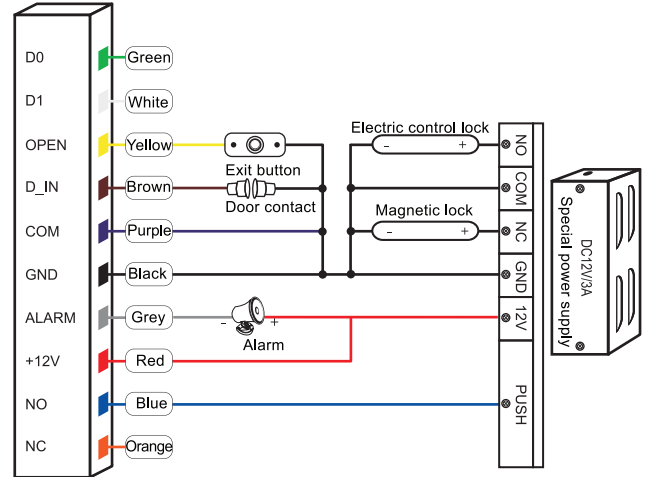 D0
Green
D1
White
OPEN
Yellow
Exit button
D_IN
Brown
Door contact
COM
Purple
GND
Black
ALARM
Grey
-
+
Alarm
+12V
Red
NO
Blue
NC
Orange
Electric control lock
- +
Magnetic lock
- +
NO
COM
NC
GND
12V
PUSH
DC12V/3A
Special power supply